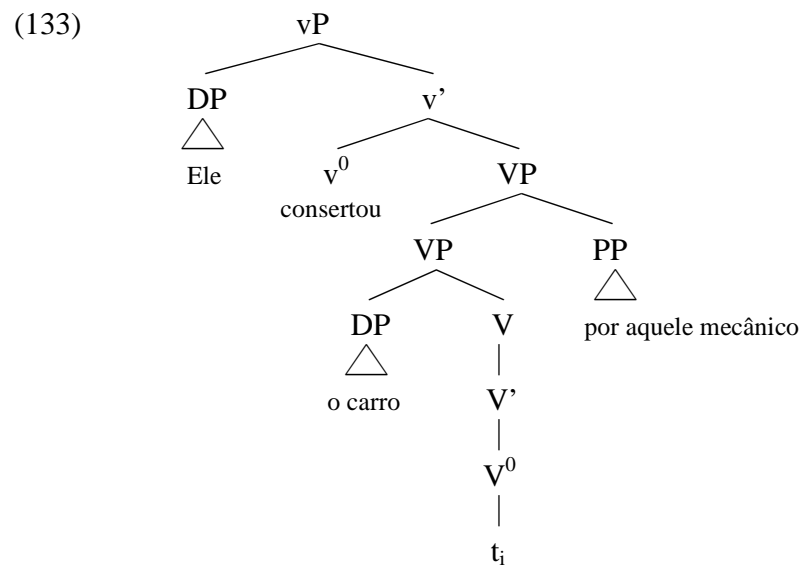 (133) vP
DP v’
Ele v⁰ VP
consertou
VP PP
DP V por aquele mecânico
o carro V’
V⁰
tᵢ